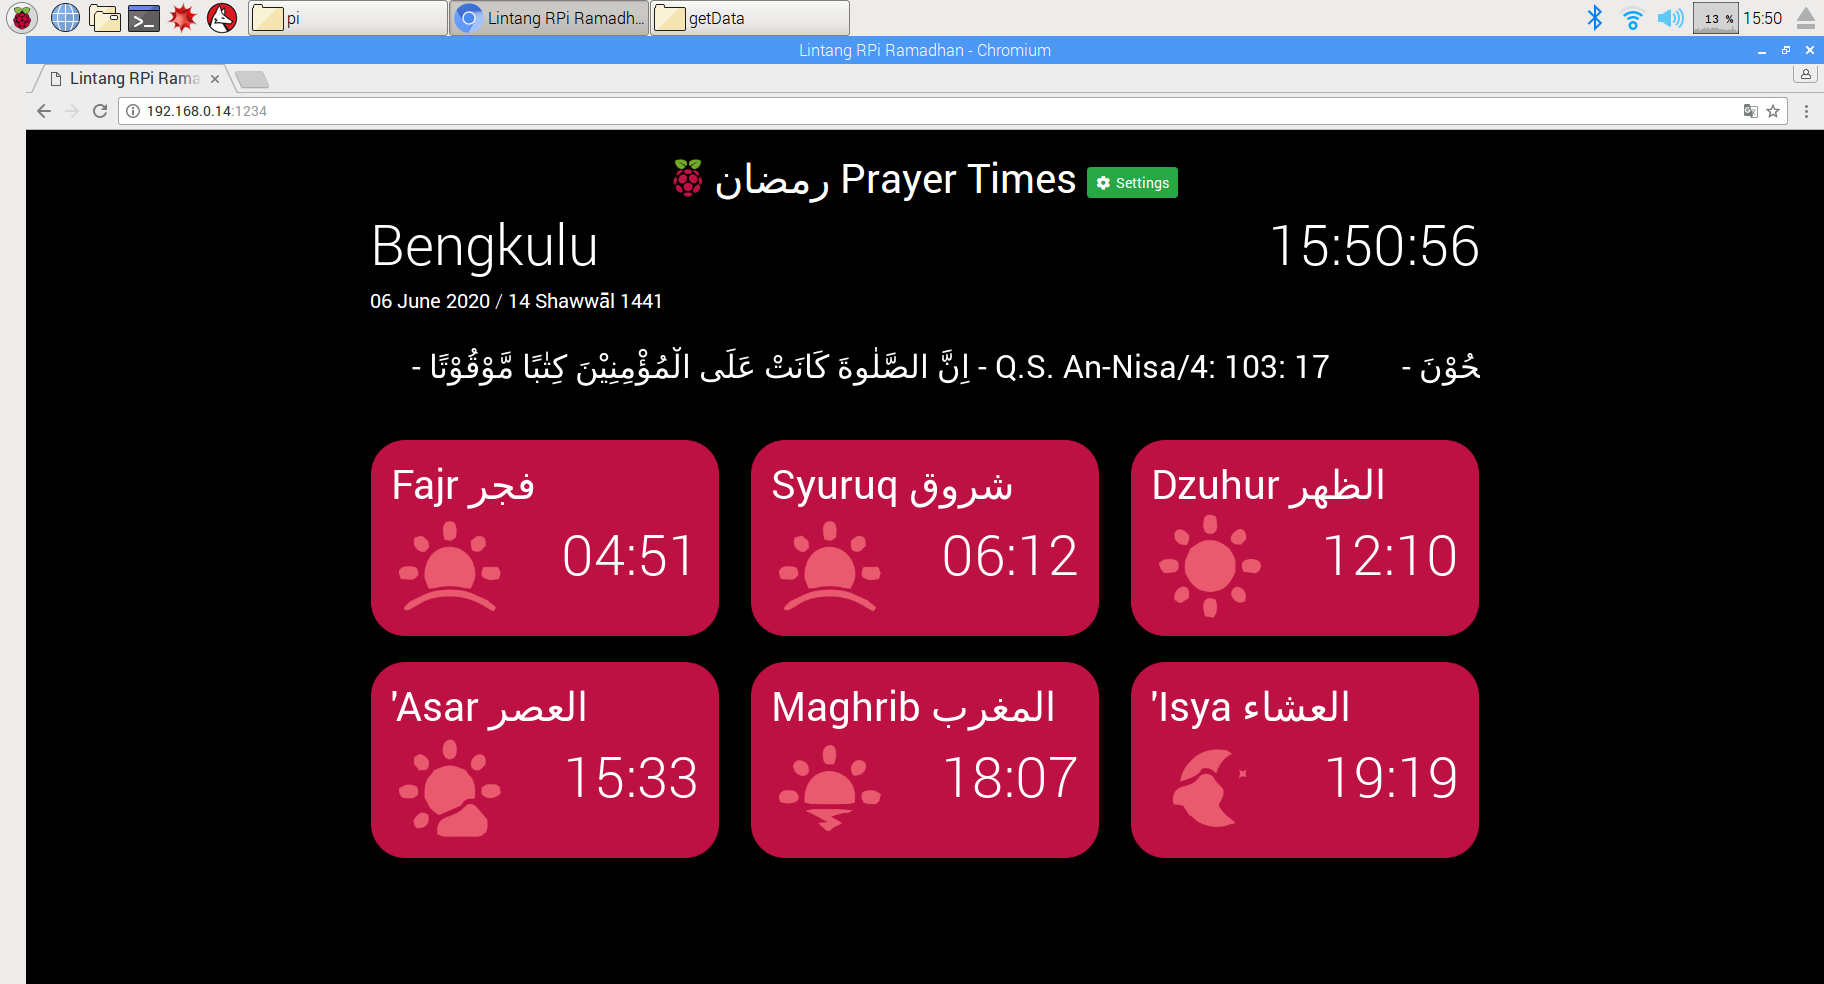 pi
Lintang RPi Ramadh...
getData
13 %
15:50
Lintang RPi Ramadhan - Chromium
Lintang RPi Rama
192.168.0.14:1234
رمضان Prayer Times
Settings
Bengkulu
15:50:56
06 June 2020 / 14 Shawwāl 1441
- اِنَّ الصَّلٰوةَ كَانَتْ عَلَى الْمُؤْمِنِيْنَ كِتٰبًا مَّوْقُوْتًا - Q.S. An-Nisa/4: 103: 17
Fajr فجر
04:51
Syuruq شروق
06:12
Dzuhur الظهر
12:10
'Asar العصر
15:33
Maghrib المغرب
18:07
'Isya العشاء
19:19